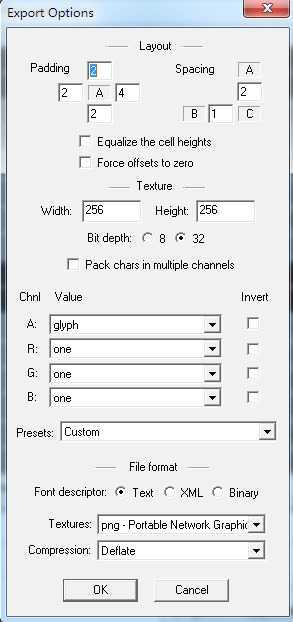 Export Options
Layout
Padding 2 Spacing A
2 A 4 2
2 B 1 C
Equalize the cell heights
Force offsets to zero
Texture
Width: 256 Height: 256
Bit depth: 8 32
Pack chars in multiple channels
Chnl Value Invert
A: glyph
R: one
G: one
B: one
Presets: Custom
File format
Font descriptor: Text XML Binary
Textures: png - Portable Network Graphic
Compression: Deflate
OK Cancel